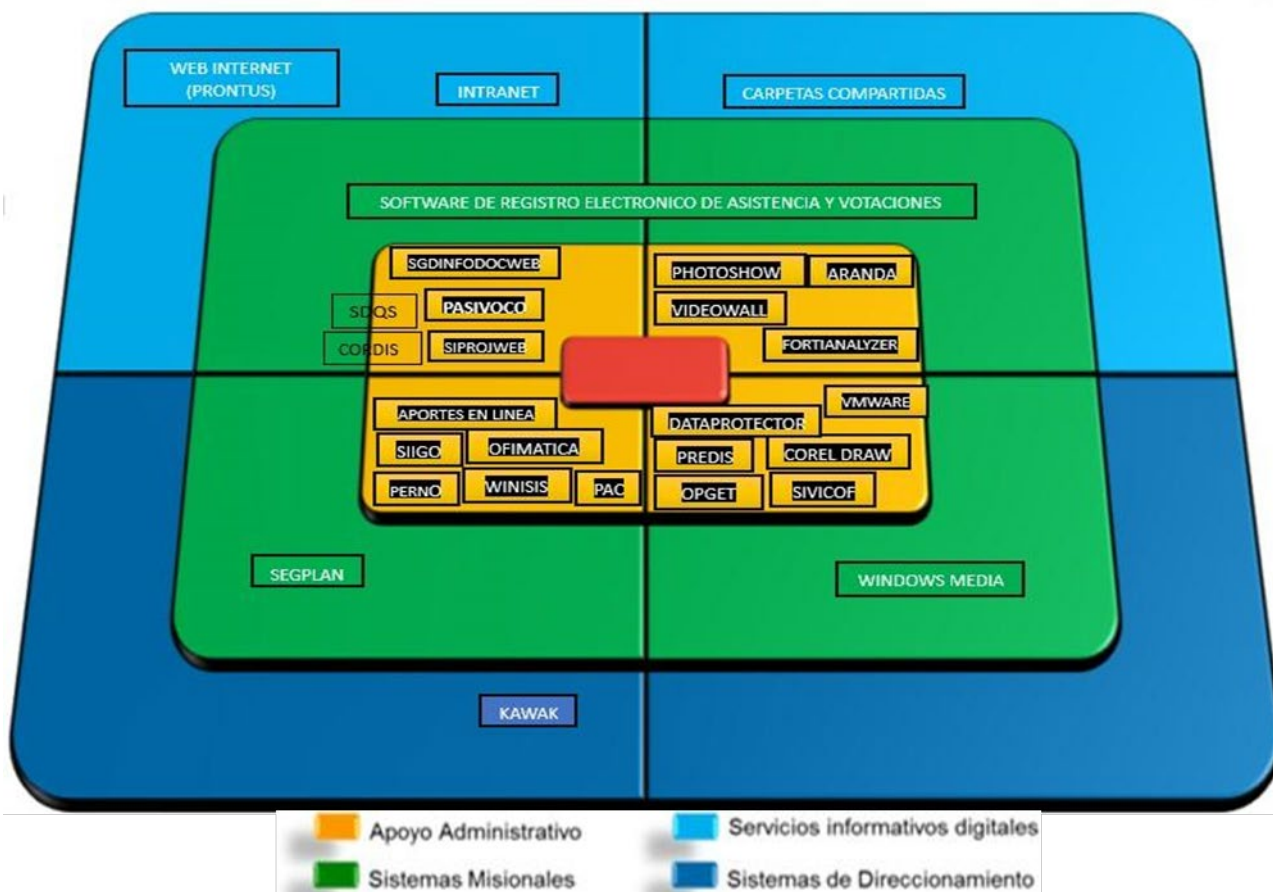 WEB INTERNET
(PRONTUS)
INTRANET
CARPETAS COMPARTIDAS
SOFTWARE DE REGISTRO ELECTRONICO DE ASISTENCIA Y VOTACIONES
SGDINFODOCWEB
PHOTOSHOW
ARANDA
SDQS
PASIVOCO
VIDEOWALL
CORDIS
SIPROJWEB
FORTIANALYZER
APORTES EN LINEA
DATAPROTECTOR
VMWARE
SIIGO
OFIMATICA
PREDIS
COREL DRAW
PERNO
WINISIS
PAC
OPGET
SIVICOF
SEGPLAN
WINDOWS MEDIA
KAWAK
Apoyo Administrativo
Servicios informativos digitales
Sistemas Misionales
Sistemas de Direccionamiento